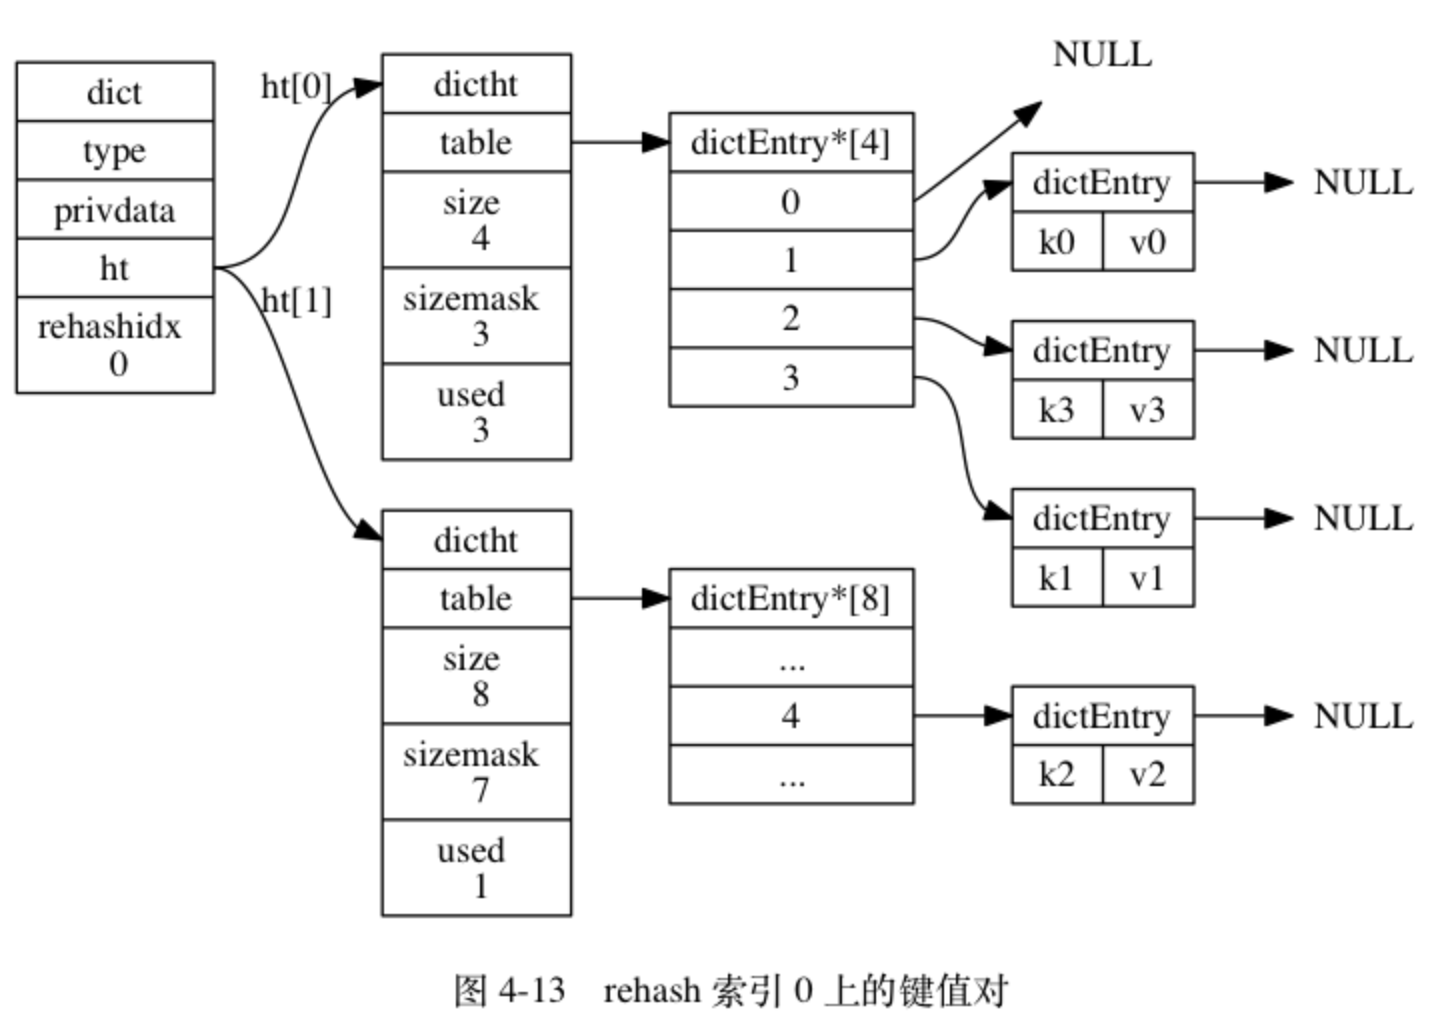 dict
type
privdata
ht
rehashidx
0
ht[0]
ht[1]
dictht
table
size
4
sizemask
3
used
3
dictht
table
size
8
sizemask
7
used
1
dictEntry*[4]
0
1
2
3
dictEntry*[8]
...
4
...
NULL
dictEntry
k0 v0
NULL
dictEntry
k3 v3
NULL
dictEntry
k1 v1
NULL
dictEntry
k2 v2
NULL
图 4-13 rehash 索引 0 上的键值对